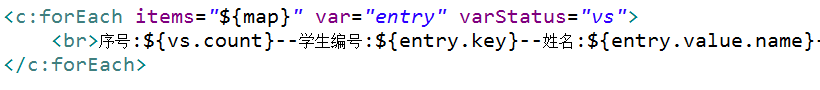 <c:forEach items="${map}" var="entry" varStatus="vs">
<br>序号:${vs.count}--学生编号:${entry.key}--姓名:${entry.value.name}-
</c:forEach>